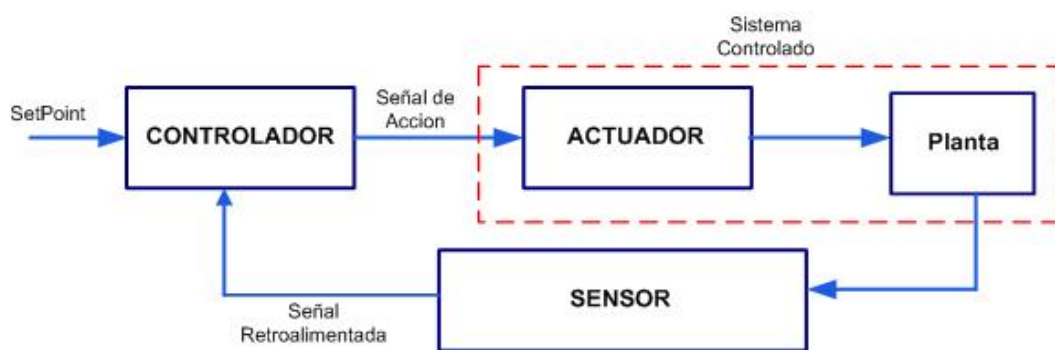 Sistema
Controlado
SetPoint
CONTROLADOR
Señal de
Accion
ACTUADOR
Planta
SENSOR
Señal
Retroalimentada